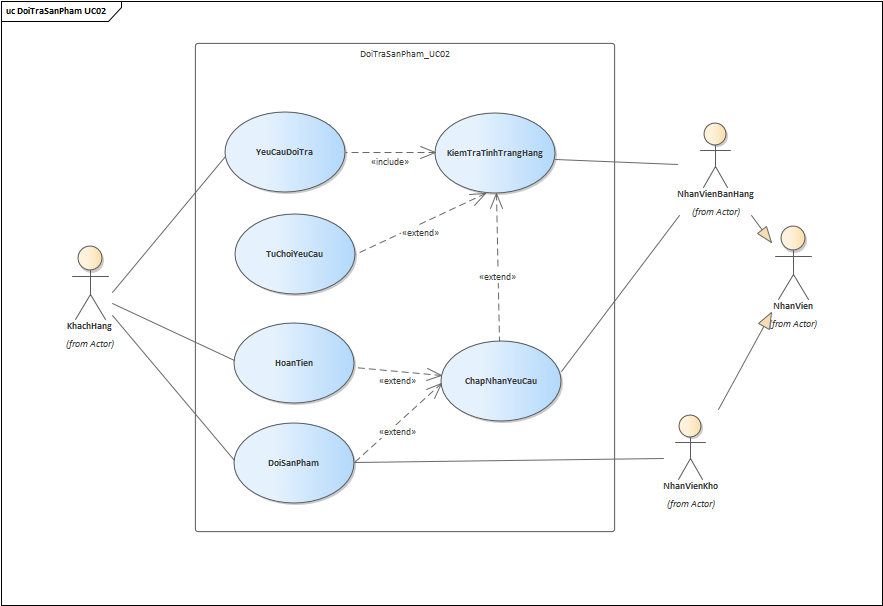 uc DoiTraSanPham UC02
DoiTraSanPham_UC02
YeuCauDoiTra
«include»
KiemTraTinhTrangHang
NhanVienBanHang
(from Actor)
TuChoiYeuCau
«extend»
«extend»
KhachHang
(from Actor)
NhanVien
(from Actor)
HoanTien
«extend»
ChapNhanYeuCau
«extend»
DoiSanPham
NhanVienKho
(from Actor)